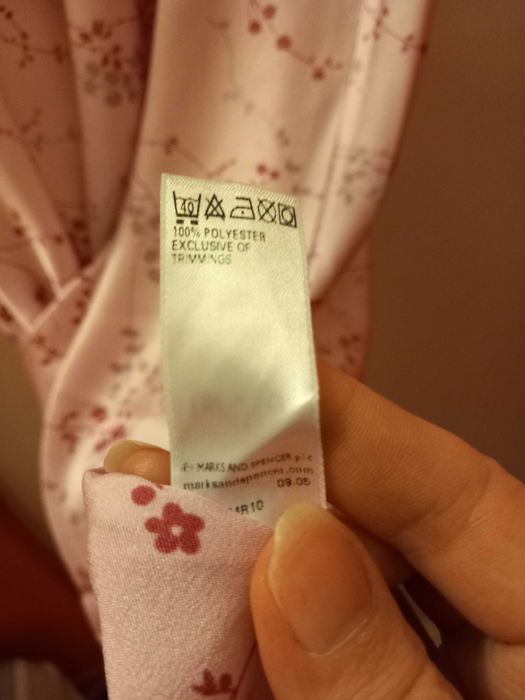 40
100% POLYESTER
EXCLUSIVE OF
TRIMMINGS
MARKS AND SPENCER plc
marksandspencer.com
09.05